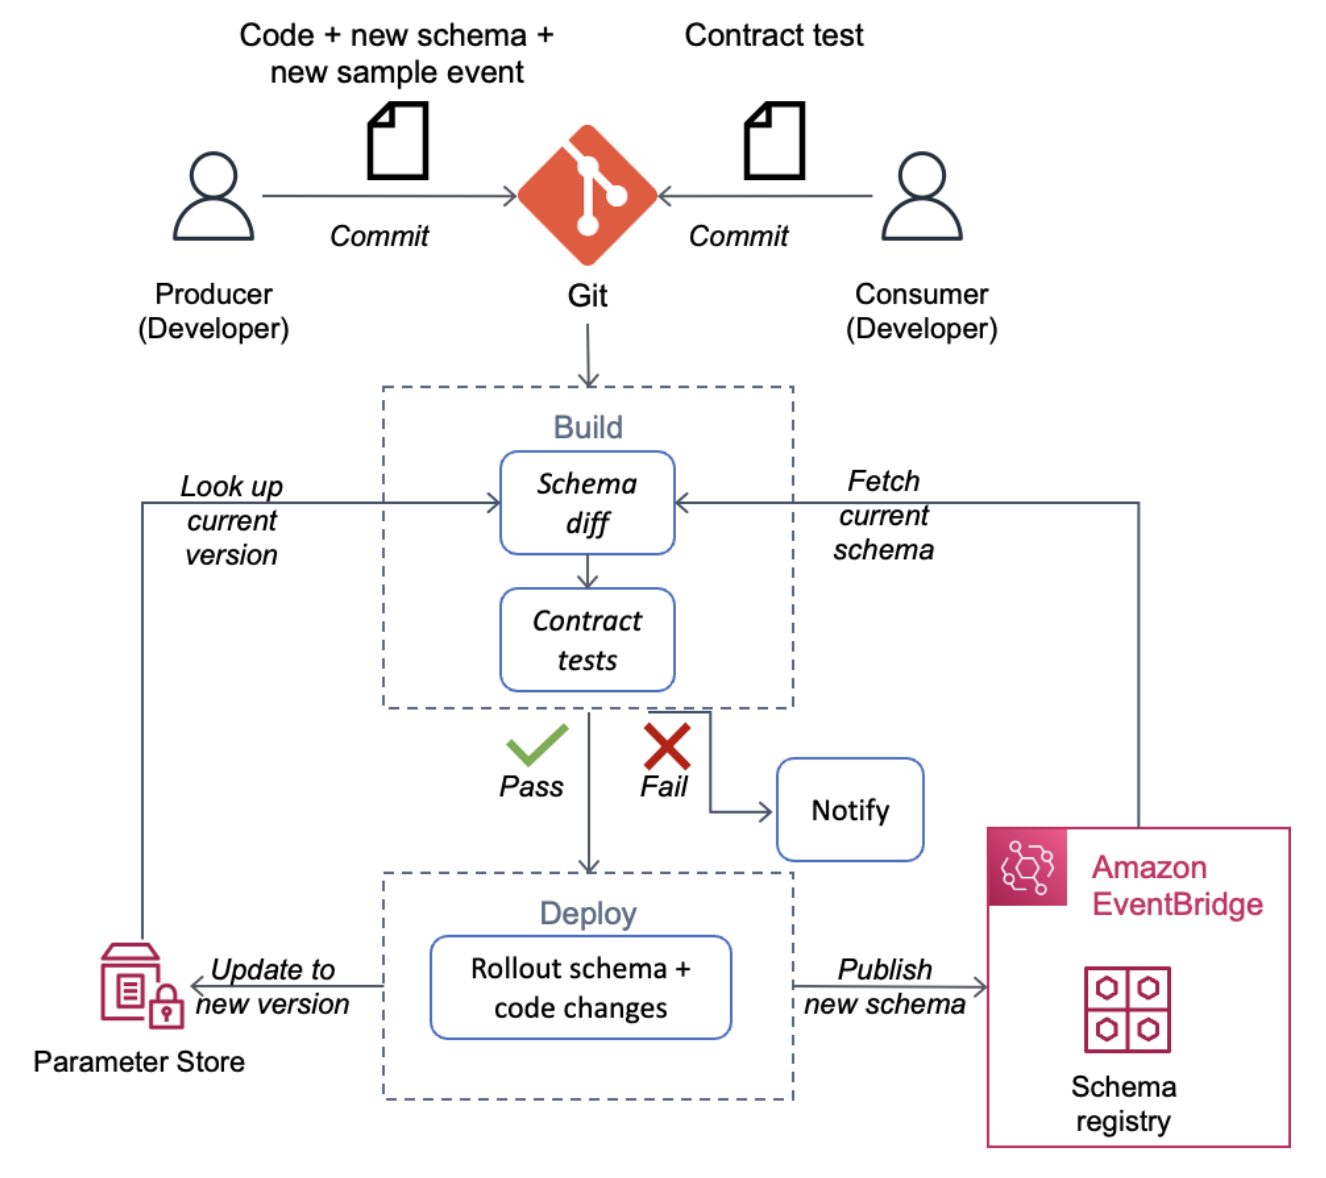 Code + new schema +
new sample event
Contract test
Commit
Commit
Producer
(Developer)
Git
Consumer
(Developer)
Build
Schema
diff
Look up
current
version
Fetch
current
schema
Contract
tests
Pass
Fail
Notify
Deploy
Rollout schema +
code changes
Update to
new version
Parameter Store
Publish
new schema
Amazon
EventBridge
Schema
registry